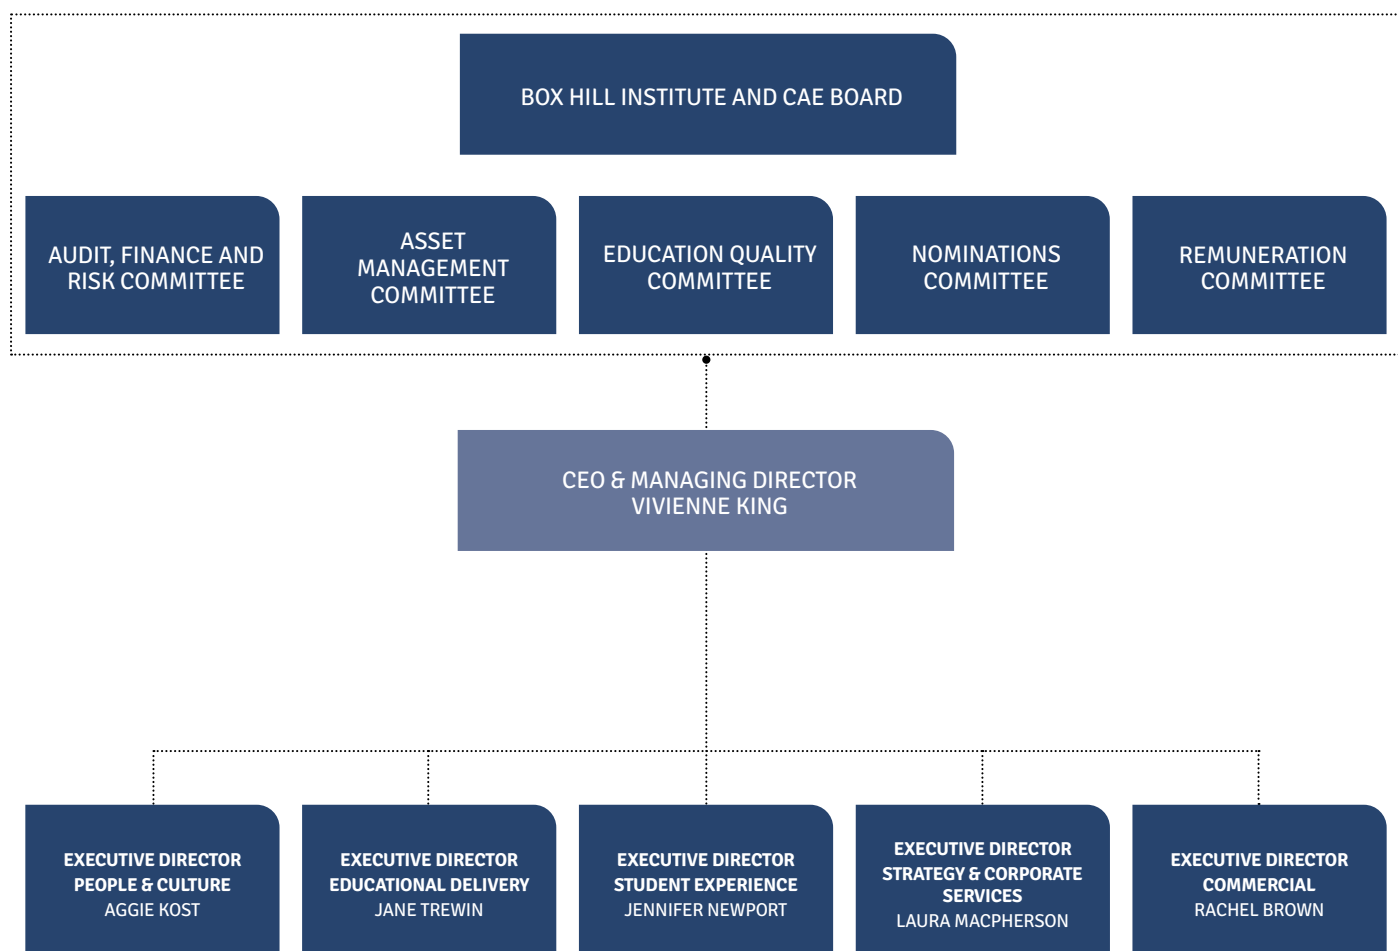 BOX HILL INSTITUTE AND CAE BOARD
AUDIT, FINANCE AND
RISK COMMITTEE
ASSET
MANAGEMENT
COMMITTEE
EDUCATION QUALITY
COMMITTEE
NOMINATIONS
COMMITTEE
REMUNERATION
COMMITTEE
CEO & MANAGING DIRECTOR
VIVIENNE KING
EXECUTIVE DIRECTOR
PEOPLE & CULTURE
AGGIE KOST
EXECUTIVE DIRECTOR
EDUCATIONAL DELIVERY
JANE TREWIN
EXECUTIVE DIRECTOR
STUDENT EXPERIENCE
JENNIFER NEWPORT
EXECUTIVE DIRECTOR
STRATEGY & CORPORATE
SERVICES
LAURA MACPHERSON
EXECUTIVE DIRECTOR
COMMERCIAL
RACHEL BROWN